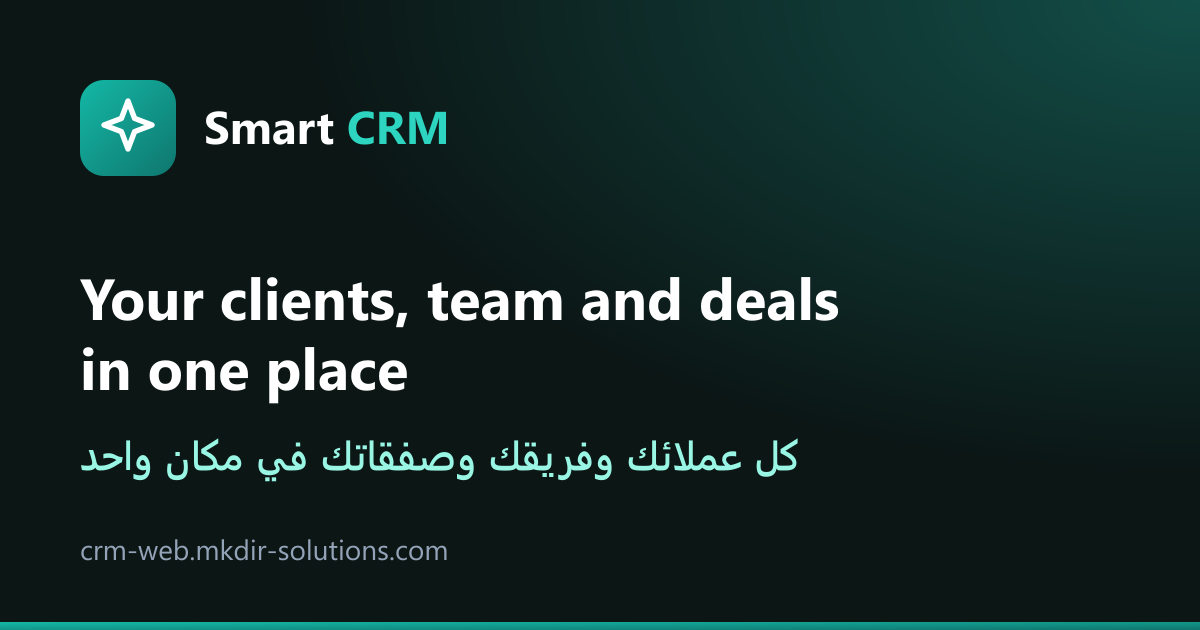 Smart CRM
Your clients, team and deals
in one place
كل عملائك وفريقك وصفقاتك في مكان واحد
crm-web.mkdir-solutions.com